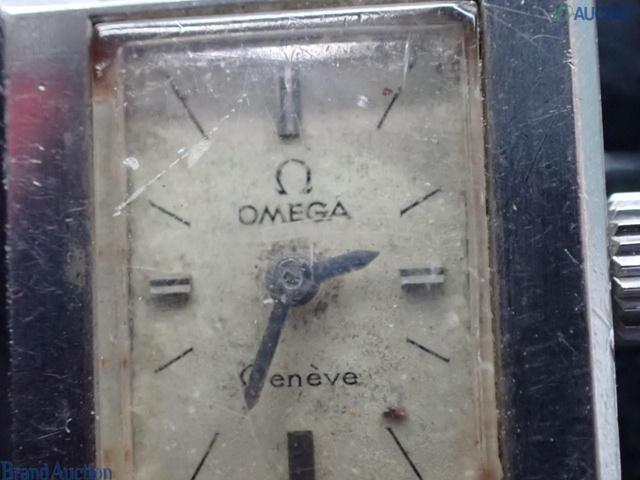 AUCNET
Ω
OMEGA
Genève
Brand Auction